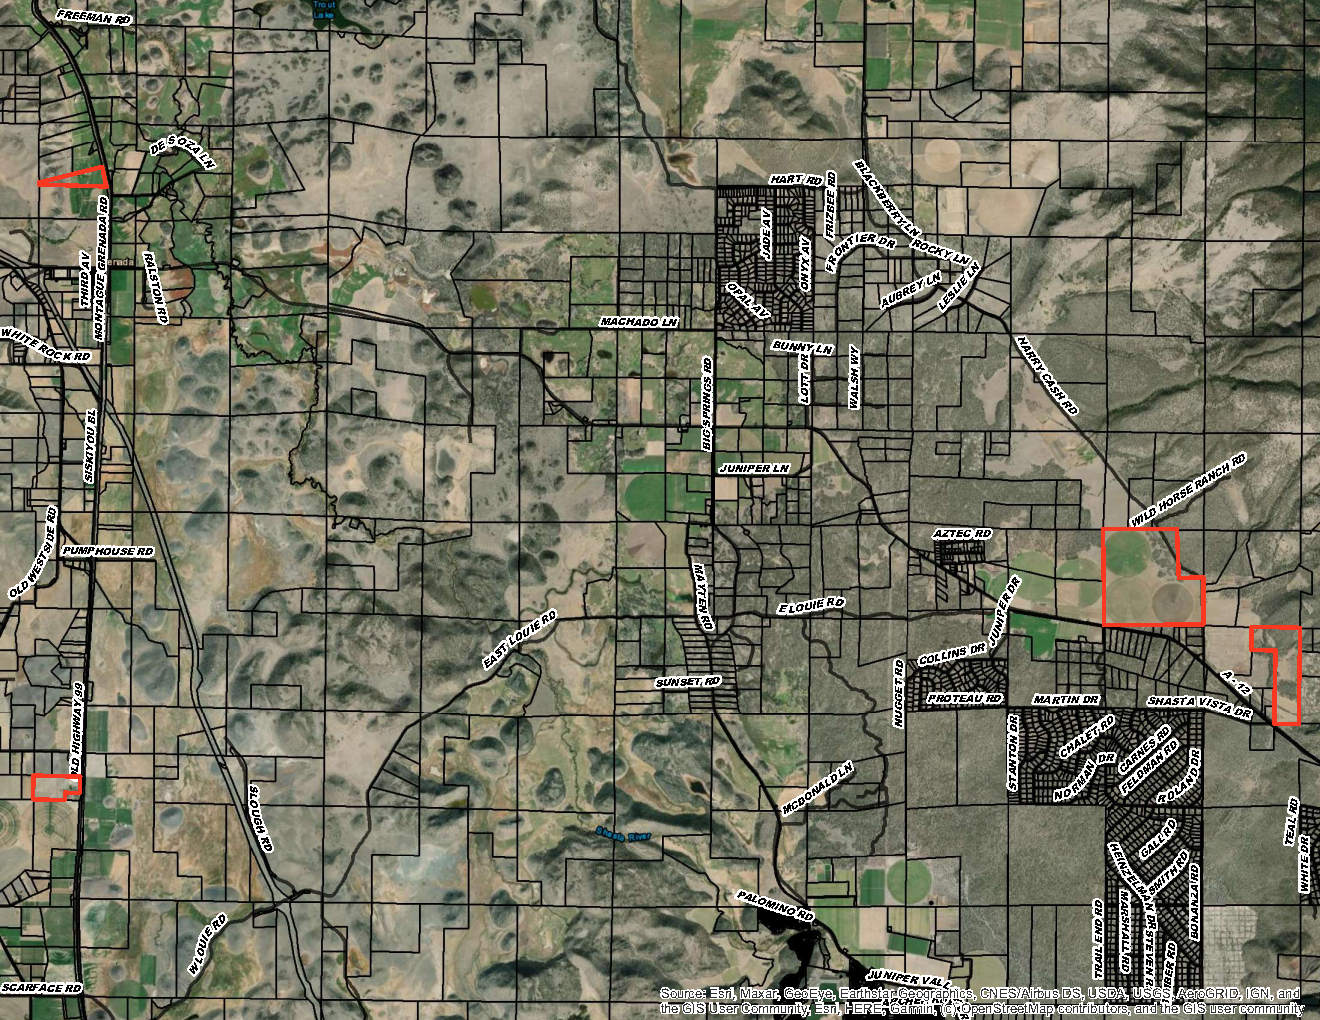 Trout
Lake
FREEMAN RD
DE SOZA LN
HART RD
FRIZBEE RD
BLACKBERRY LN
JADE AV
ONYX AV
FRONTIER DR
ROCKY LN
AUBREY LN
LESLIE LN
OPAL AV
MONTAGUE GRENADA RD
THIRD AV
RALSTON RD
WHITE ROCK RD
MACHADO LN
BUNNY LN
LOTT DR
WALSH WY
HARRY CASH RD
BIG SPRINGS RD
SISKIYOU BL
JUNIPER LN
WILD HORSE RANCH RD
OLD WESTSIDE RD
PUMPHOUSE RD
AZTEC RD
MAYTEN RD
E LOUIE RD
JUNIPER DR
EAST LOUIE RD
COLLINS DR
SUNSET RD
NUGGET RD
PROTEAU RD
MARTIN DR
A - 12
SHASTA VISTA DR
OLD HIGHWAY 99
STANTON DR
CHALET RD
CARNES RD
FELDMAN RD
NORMAN DR
ROLAND DR
MCDONALD LN
SLOUGH RD
Shasta River
TEAL RD
WHITE DR
GALL RD
HEINZELMAN DR
SMITH RD
BONANZA RD
PALOMINO RD
TRAIL END RD
MARSHALL RD
STEVEN R
W LOUIE RD
SCARFACE RD
JUNIPER VALL
Source: Esri, Maxar, GeoEye, Earthstar Geographics, CNES/Airbus DS, USDA, USGS, AeroGRID, IGN, and
the GIS User Community, Esri, HERE, Garmin, (c) OpenStreetMap contributors, and the GIS user community